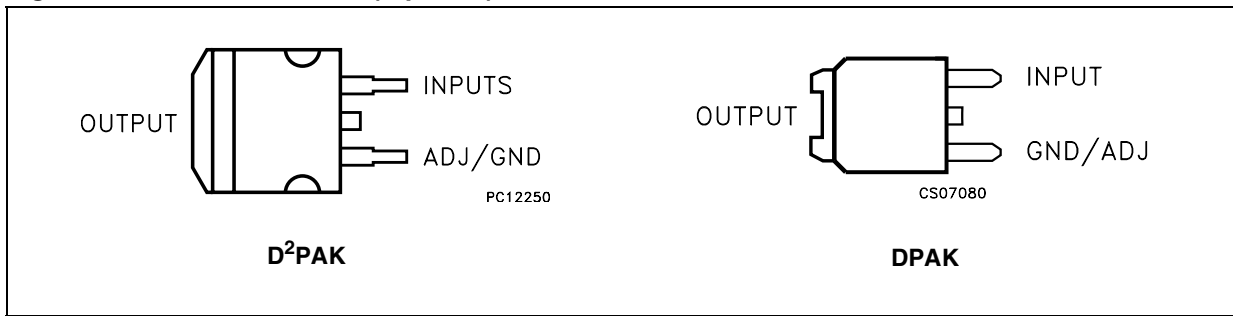 OUTPUT
INPUTS
ADJ/GND
PC12250
D²PAK
OUTPUT
INPUT
GND/ADJ
CS07080
DPAK